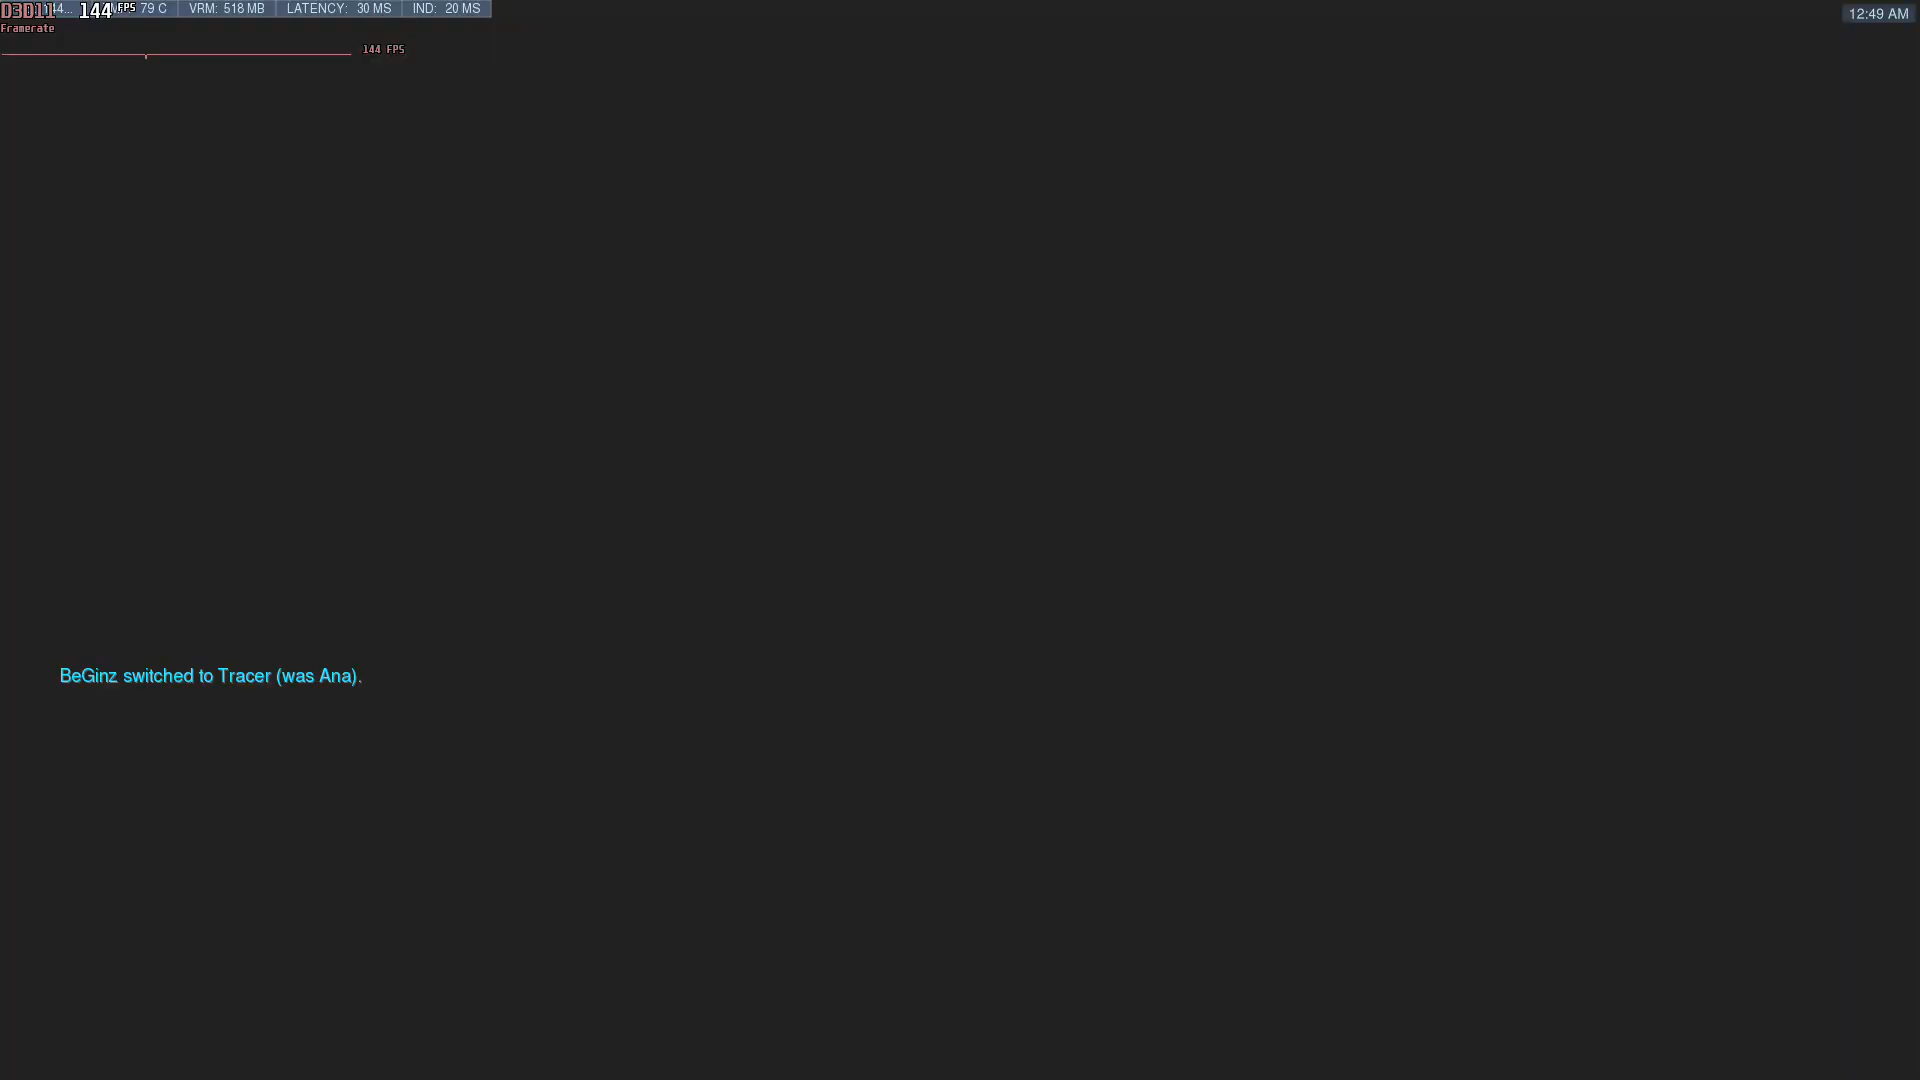 D3D11 144 FPS 79 C VRM: 518 MB LATENCY: 30 MS IND: 20 MS
12:49 AM
Framerate
144 FPS
BeGinz switched to Tracer (was Ana).